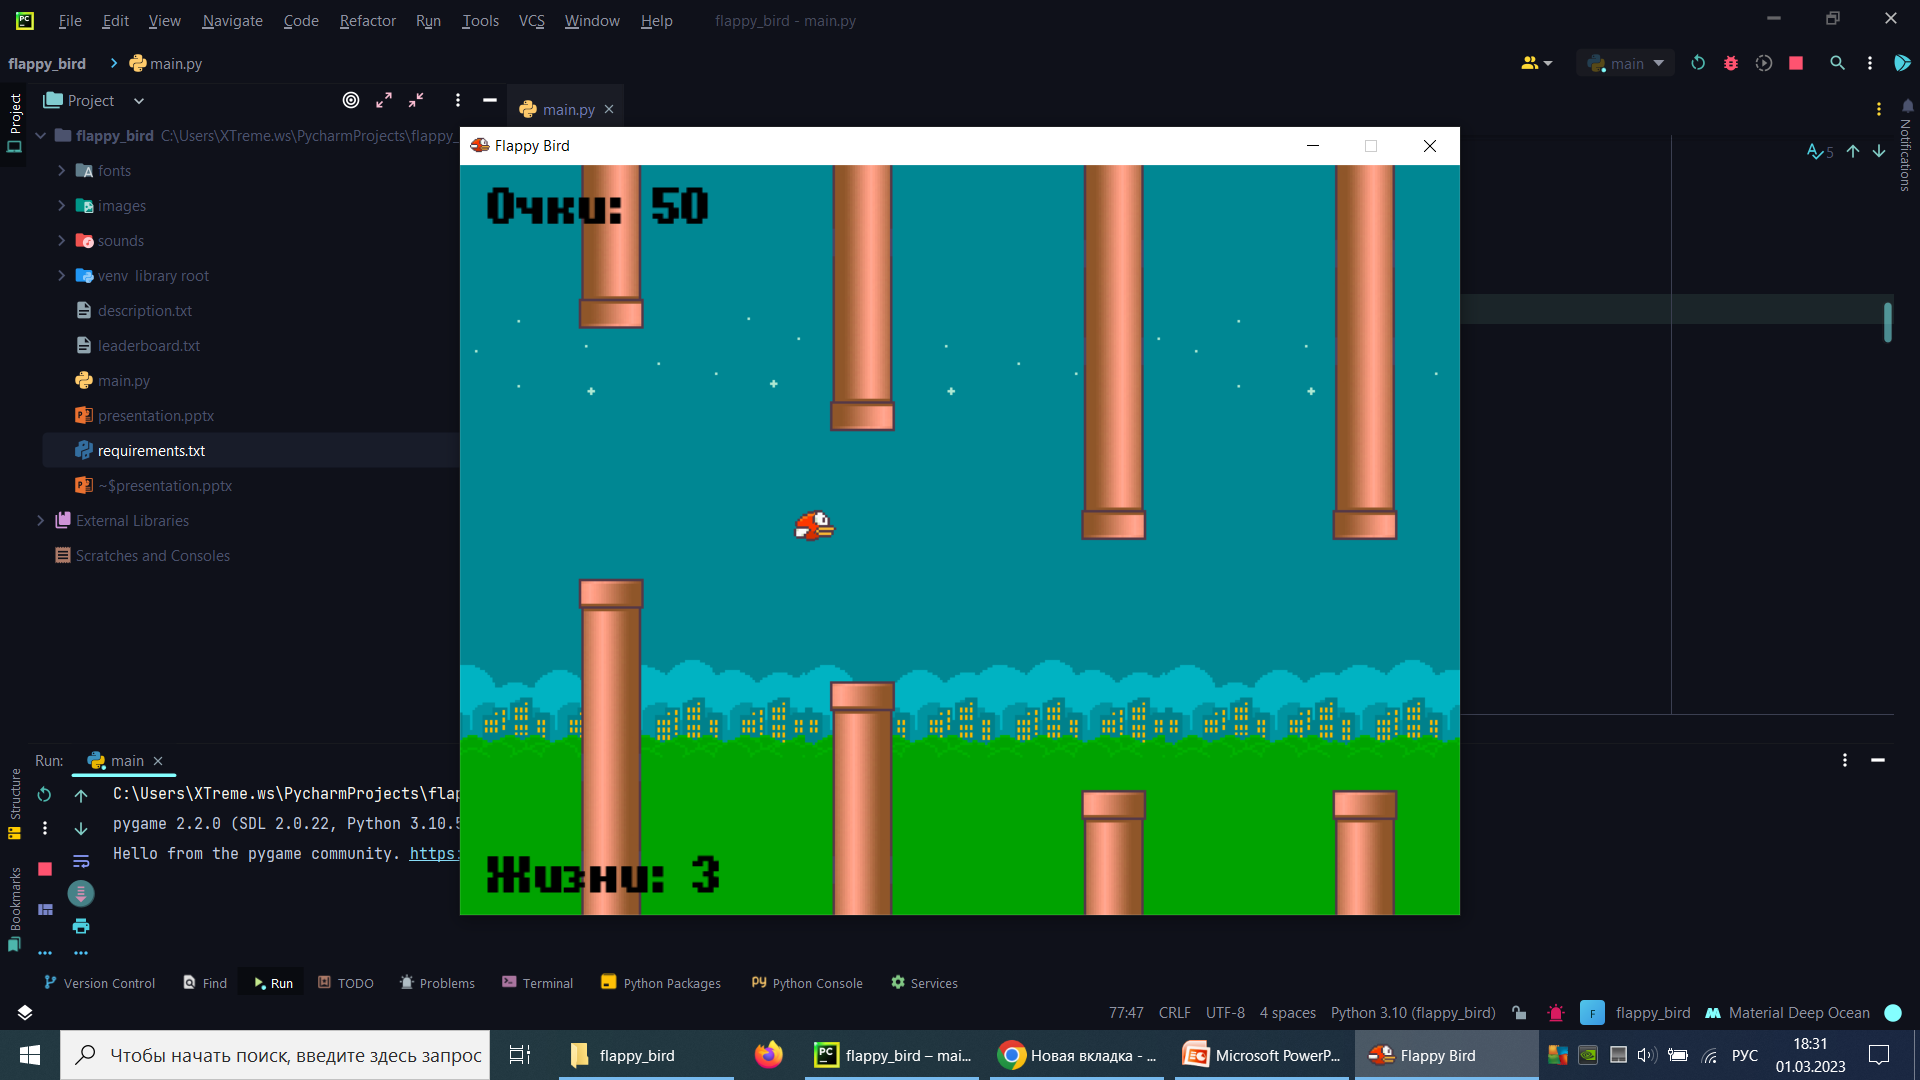 File Edit View Navigate Code Refactor Run Tools VCS Window Help flappy_bird - main.py
flappy_bird main.py
main
Project
Project
main.py
flappy_bird C:\Users\XTreme.ws\PycharmProjects\flappy_
fonts
images
sounds
venv library root
description.txt
leaderboard.txt
main.py
presentation.pptx
requirements.txt
~$presentation.pptx
External Libraries
Scratches and Consoles
Notifications
5
Flappy Bird
Очки: 50
Жизни: 3
Run: main
C:\Users\XTreme.ws\PycharmProjects\flap
pygame 2.2.0 (SDL 2.0.22, Python 3.10.5
Hello from the pygame community. https:
Structure
Bookmarks
Version Control Find Run TODO Problems Terminal Python Packages Python Console Services
77:47 CRLF UTF-8 4 spaces Python 3.10 (flappy_bird) F flappy_bird Material Deep Ocean
Чтобы начать поиск, введите здесь запрос
flappy_bird
flappy_bird – mai...
Новая вкладка - ...
Microsoft PowerP...
Flappy Bird
РУС
18:31
01.03.2023